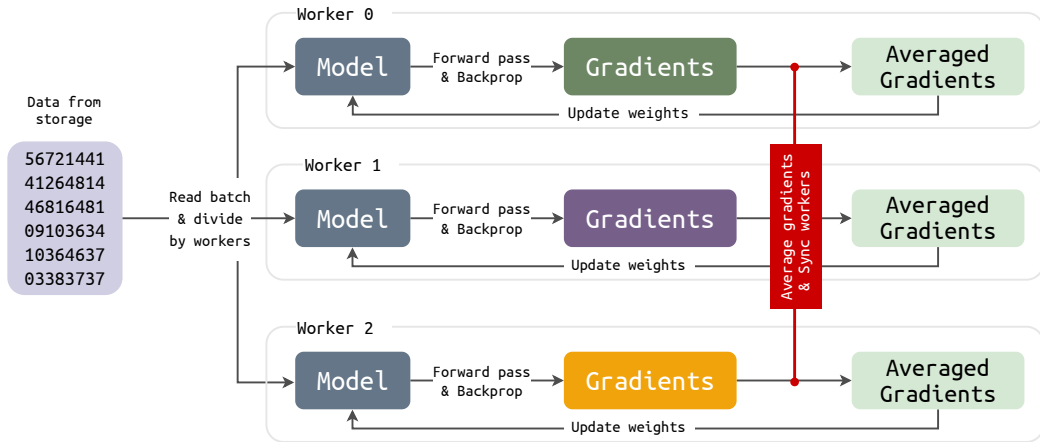 Data from
storage
56721441
41264814
46816481
09103634
10364637
03383737
Read batch
& divide
by workers
Worker 0
Model
Forward pass
& Backprop
Gradients
Averaged
Gradients
Update weights
Worker 1
Model
Forward pass
& Backprop
Gradients
Averaged
Gradients
Update weights
Average gradients
& Sync workers
Worker 2
Model
Forward pass
& Backprop
Gradients
Averaged
Gradients
Update weights